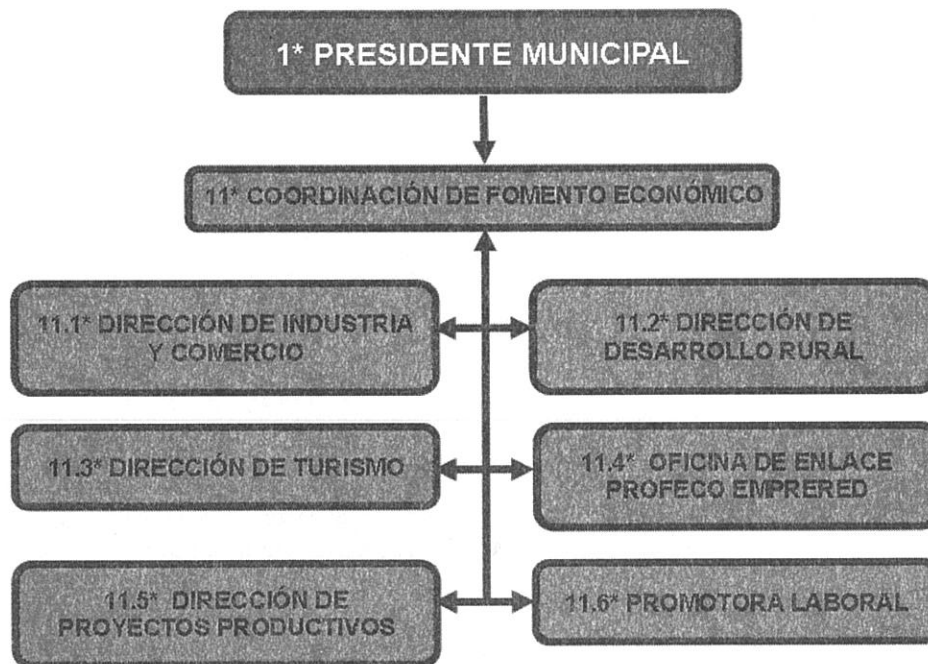 1* PRESIDENTE MUNICIPAL
11* COORDINACIÓN DE FOMENTO ECONÓMICO
11.1* DIRECCIÓN DE INDUSTRIA
Y COMERCIO
11.2* DIRECCIÓN DE
DESARROLLO RURAL
11.3* DIRECCIÓN DE TURISMO
11.4* OFICINA DE ENLACE
PROFECO EMPRERED
11.5* DIRECCIÓN DE
PROYECTOS PRODUCTIVOS
11.6* PROMOTORA LABORAL